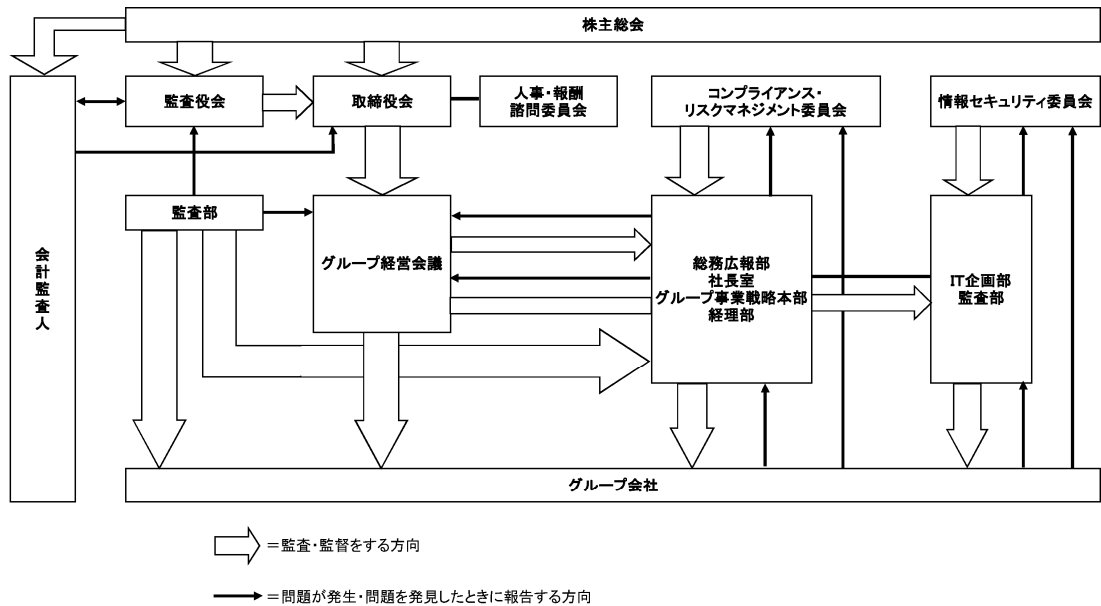 株主総会
監査役会
取締役会
人事・報酬
諮問委員会
コンプライアンス・
リスクマネジメント委員会
情報セキュリティ委員会
監査部
会計監査人
グループ経営会議
総務広報部
社長室
グループ事業戦略本部
経理部
IT企画部
監査部
グループ会社
＝監査・監督をする方向
＝問題が発生・問題を発見したときに報告する方向